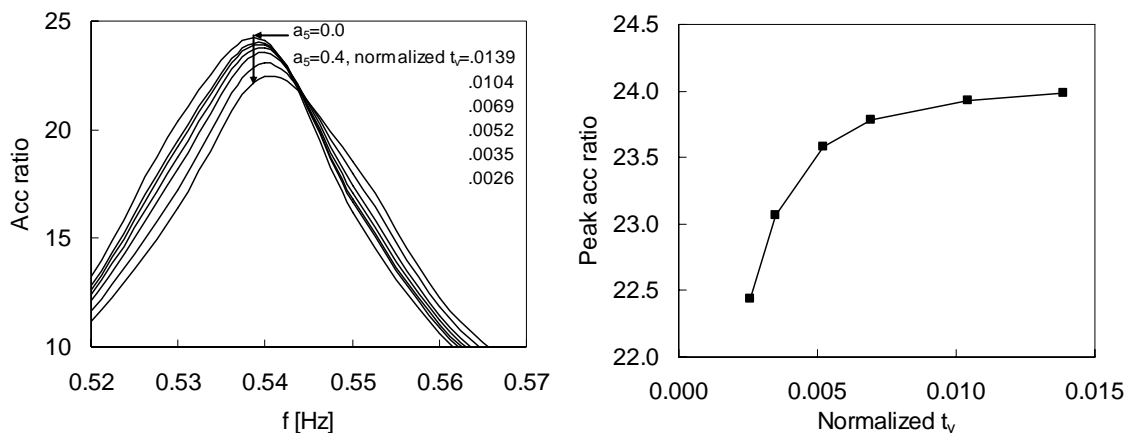 25
20
15
10
Acc ratio
a₅=0.0
a₅=0.4, normalized tᵥ=.0139
.0104
.0069
.0052
.0035
.0026
0.52 0.53 0.54 0.55 0.56 0.57
f [Hz]
24.5
24.0
23.5
23.0
22.5
22.0
Peak acc ratio
0.000 0.005 0.010 0.015
Normalized tᵥ